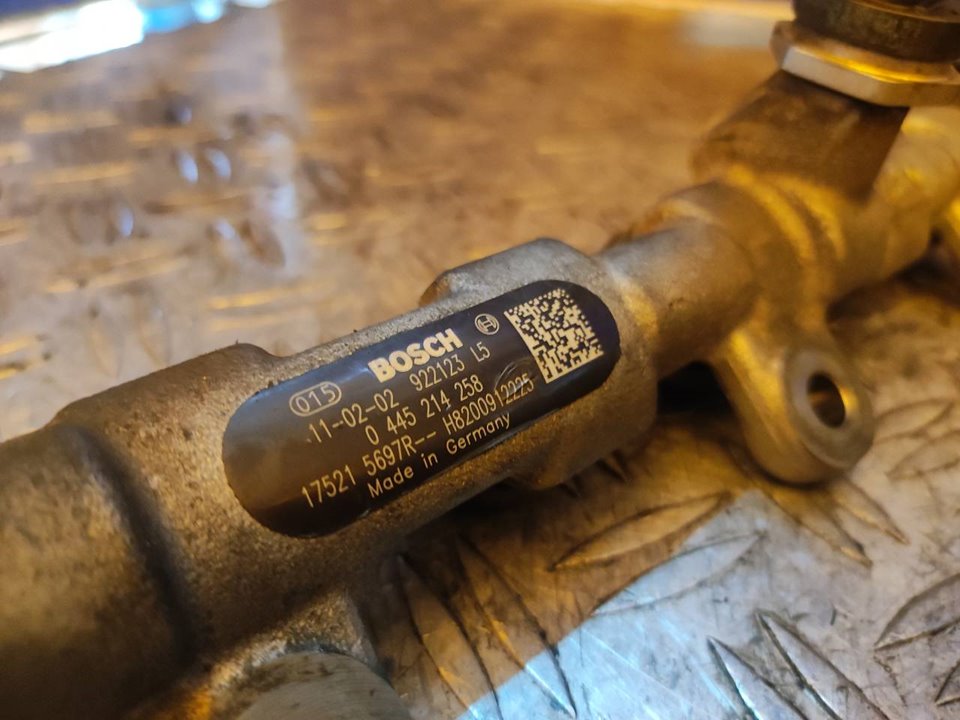 015 BOSCH
11-02-02 922123 L5
0 445 214 258
17521 5697R-- H8200912225
Made in Germany